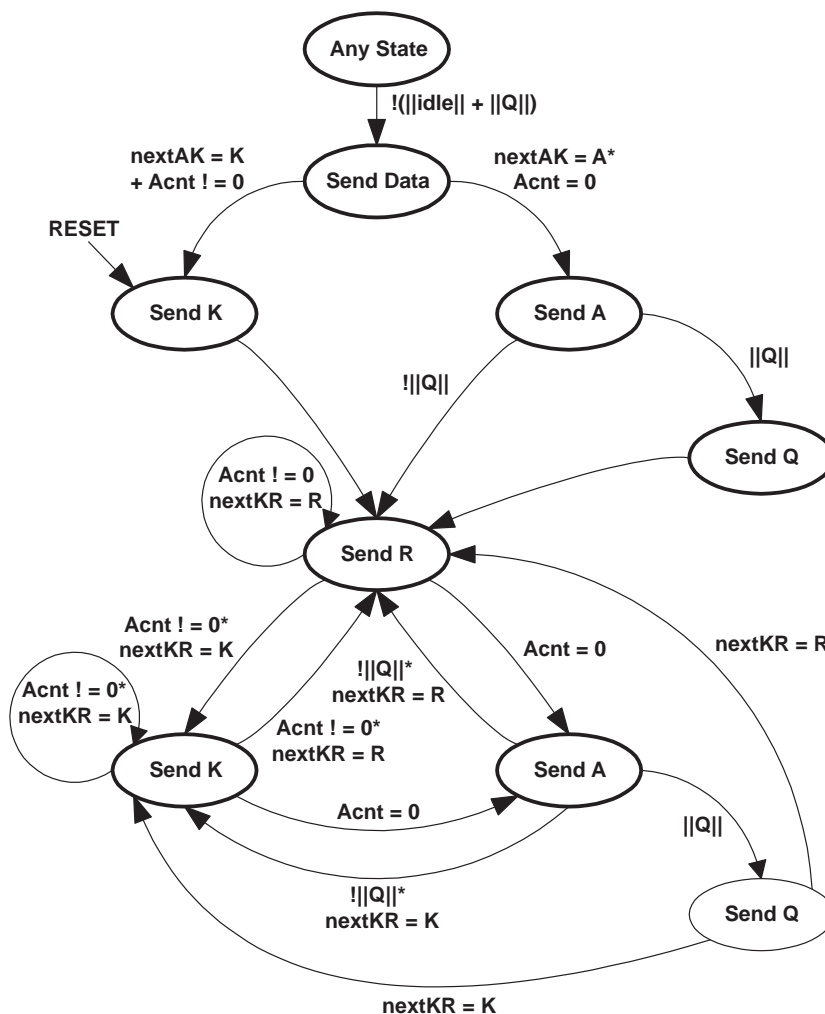 Any State
!(||idle|| + ||Q||)
nextAK = K
+ Acnt ! = 0
Send Data
nextAK = A*
Acnt = 0
RESET
Send K
Send A
||Q||
!||Q||
Send Q
Acnt ! = 0
nextKR = R
Send R
Acnt ! = 0*
nextKR = K
Acnt = 0
nextKR = R
!||Q||*
nextKR = R
Acnt ! = 0*
nextKR = K
Acnt ! = 0*
nextKR = R
Send K
Send A
Acnt = 0
||Q||
!||Q||*
nextKR = K
Send Q
nextKR = K